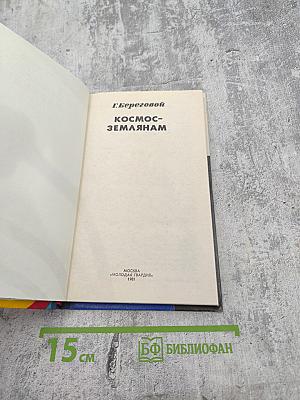 Г. Береговой
КОСМОС-
ЗЕМЛЯНАМ
МОСКВА
«МОЛОДАЯ ГВАРДИЯ»
1981
15 см
БФ БИБЛИОФАН